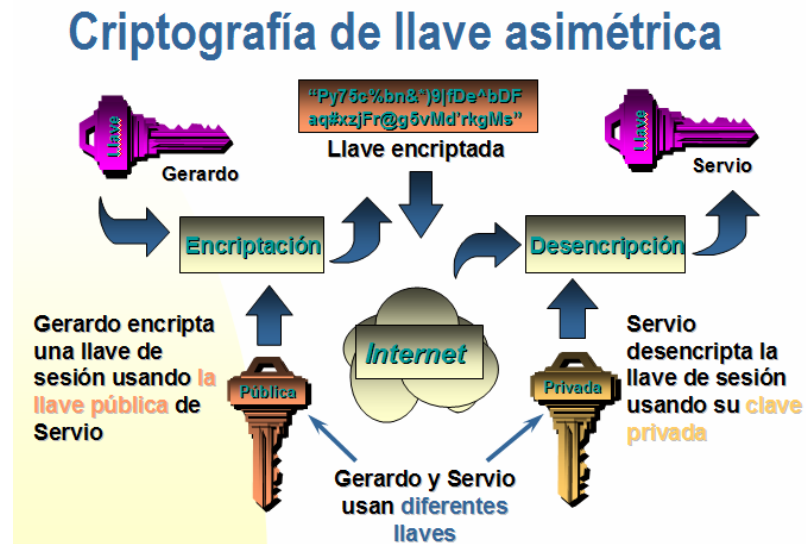 Criptografía de llave asimétrica
"Py75c%bn&*)9|fDe^bDF
aq#xzjFr@g5vMd'rkgMs"
Llave encriptada
Llave
Gerardo
Llave
Servio
Encriptación
Desencripción
Internet
Gerardo encripta
una llave de
sesión usando la
llave pública de
Servio
Pública
Privada
Servio
desencripta la
llave de sesión
usando su clave
privada
Gerardo y Servio
usan diferentes
llaves